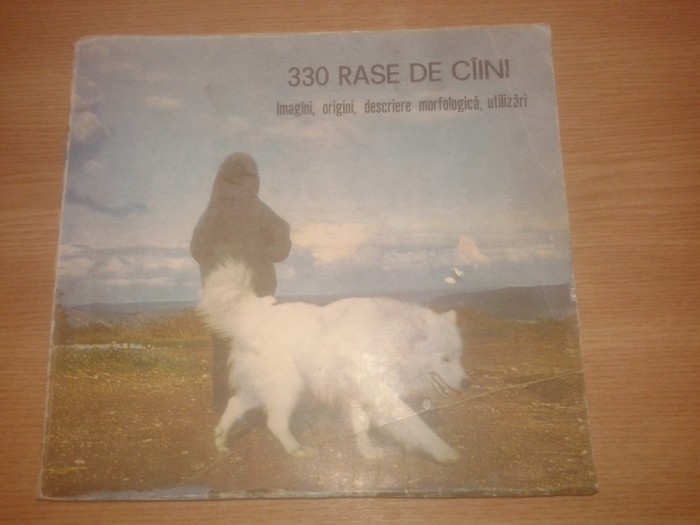 330 RASE DE CÎINI
Imagini, origini, descriere morfologică, utilizări